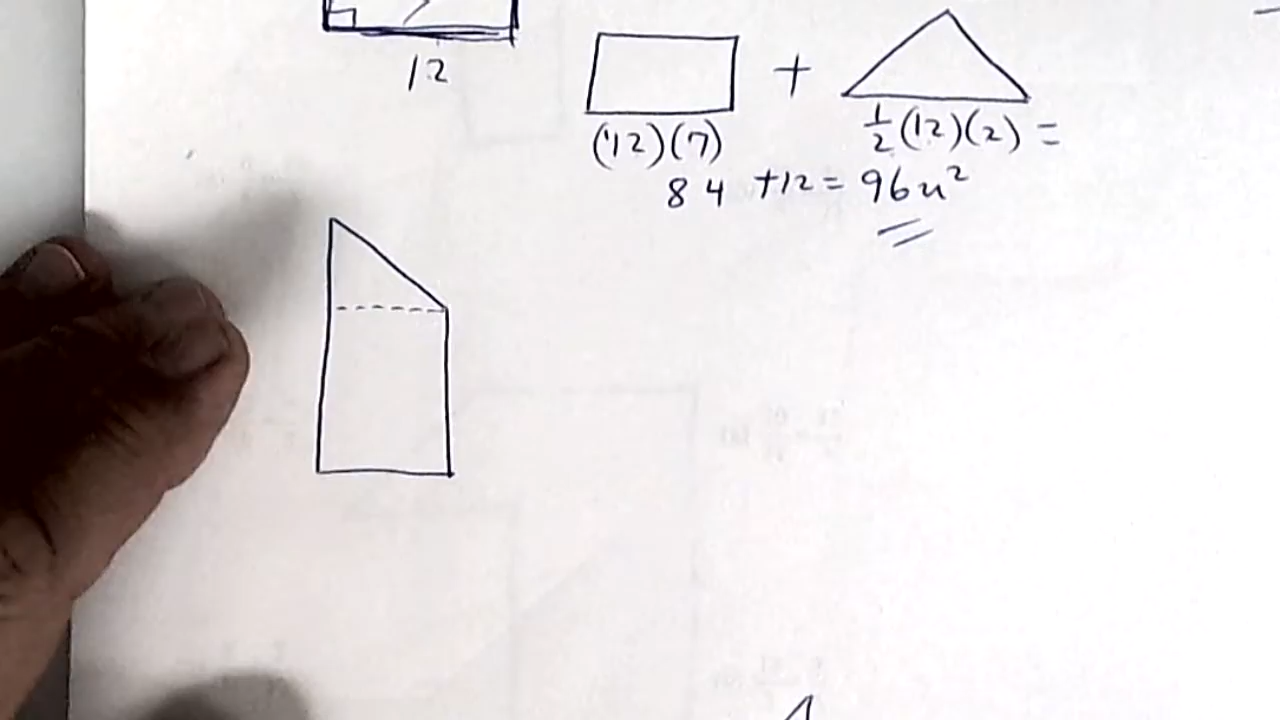 12
+
(12)(7) ½(12)(2) =
84 +12 = 96u²